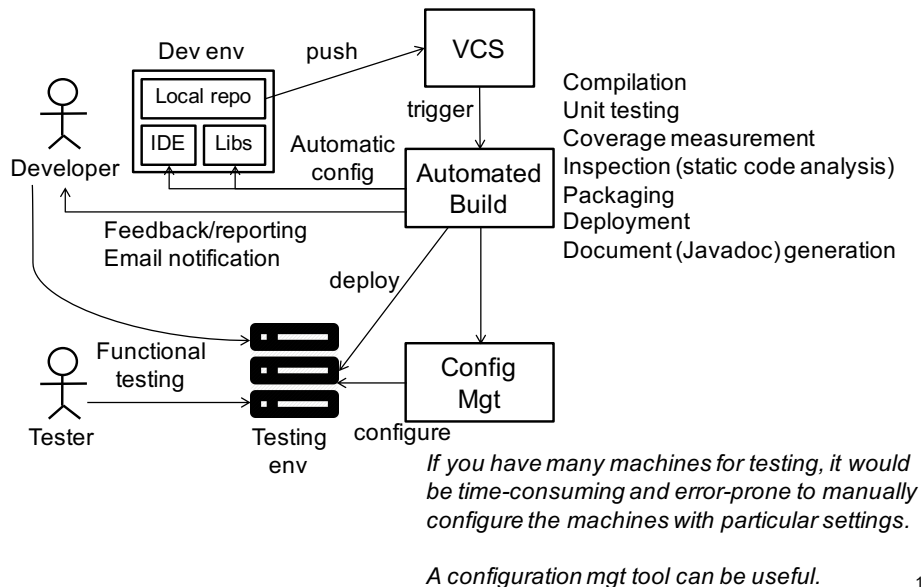 Dev env
push
VCS
Local repo
IDE
Libs
trigger
Developer
Automatic
config
Automated
Build
Compilation
Unit testing
Coverage measurement
Inspection (static code analysis)
Packaging
Deployment
Document (Javadoc) generation
Feedback/reporting
Email notification
deploy
Functional
testing
Config
Mgt
Tester
Testing
env
configure
If you have many machines for testing, it would
be time-consuming and error-prone to manually
configure the machines with particular settings.
A configuration mgt tool can be useful.
1